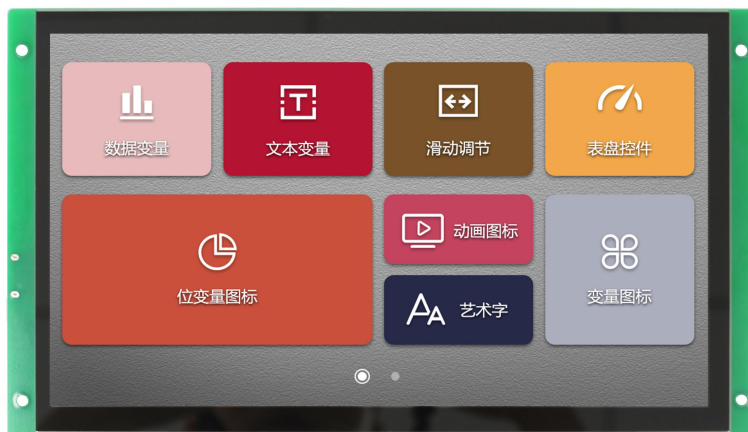 数据变量
文本变量
滑动调节
表盘控件
位变量图标
动画图标
艺术字
变量图标